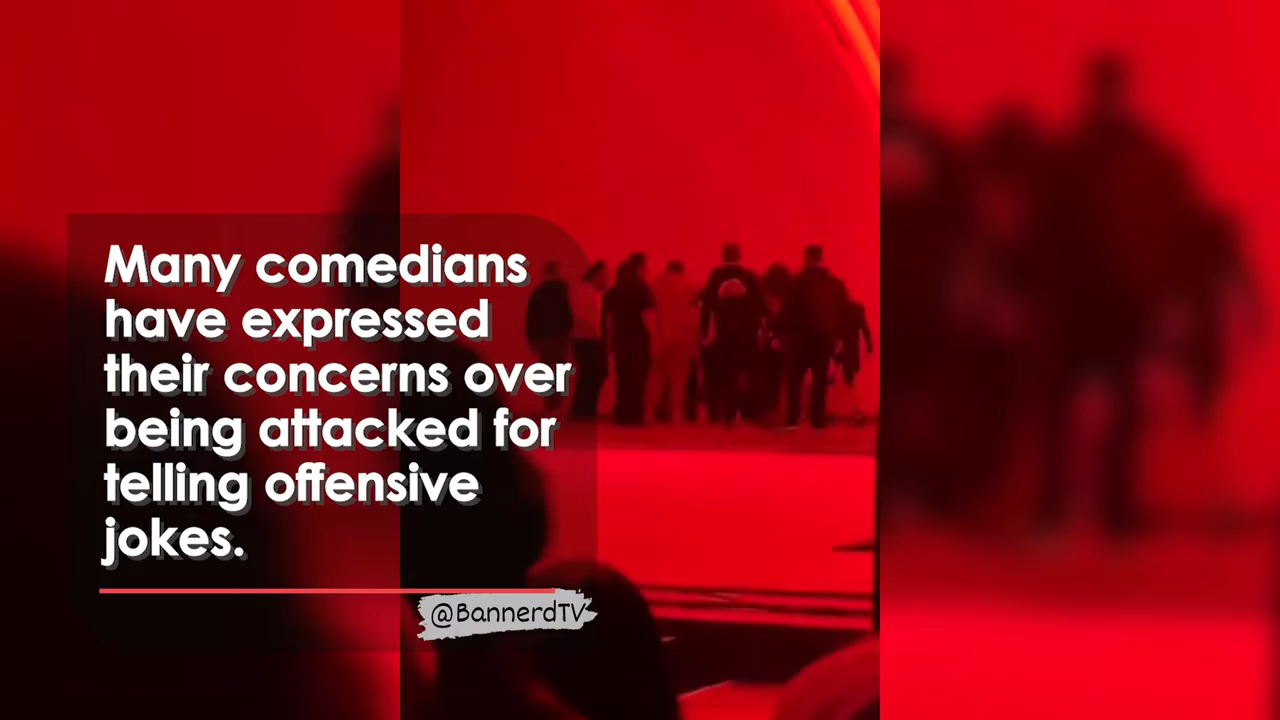 Many comedians
have expressed
their concerns over
being attacked for
telling offensive
jokes.
@BannerdTV